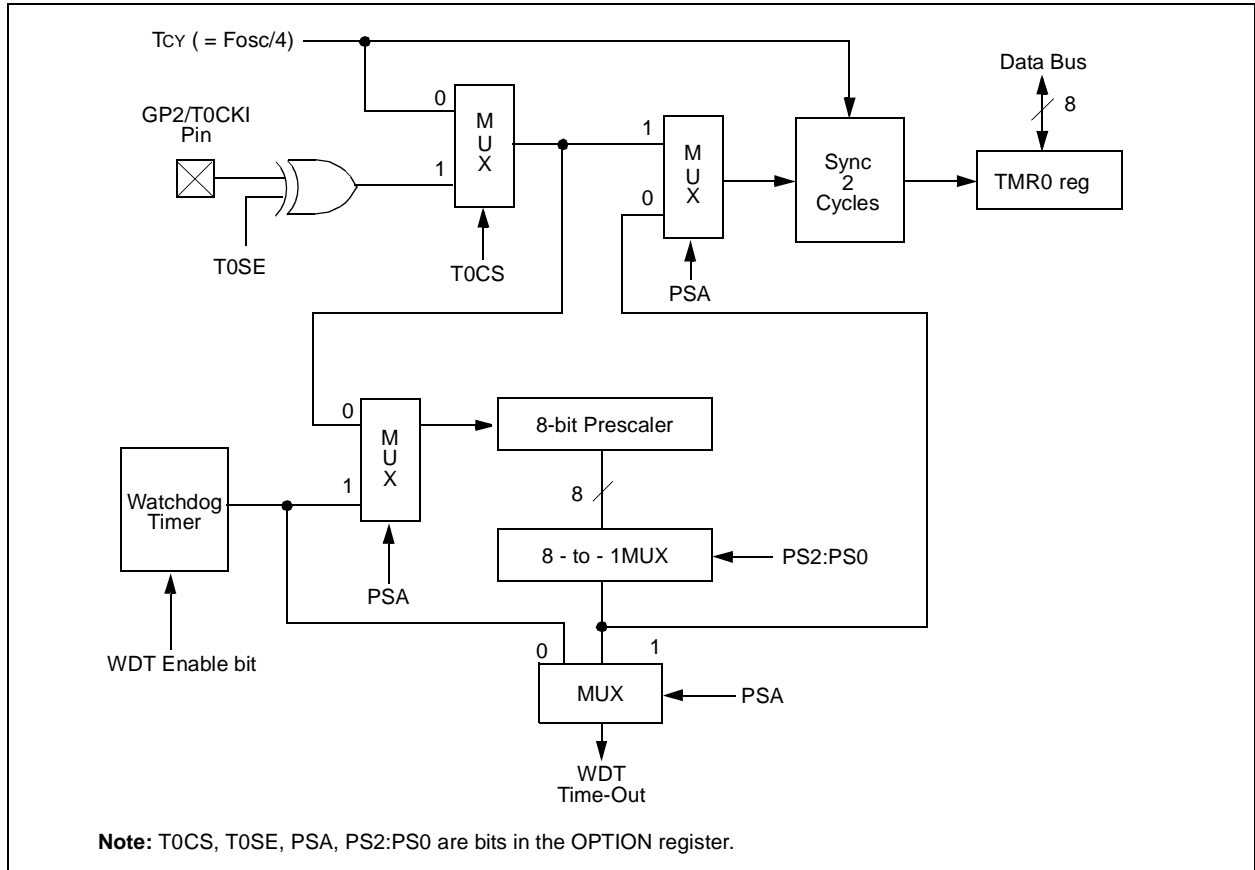 TCY ( = Fosc/4)
Data Bus
8
GP2/T0CKI
Pin
0
1
M
U
X
T0SE
T0CS
1
0
M
U
X
PSA
Sync
2
Cycles
TMR0 reg
0
1
M
U
X
PSA
8-bit Prescaler
8
Watchdog
Timer
WDT Enable bit
8 - to - 1MUX
PS2:PS0
0
1
MUX
PSA
WDT
Time-Out
Note: T0CS, T0SE, PSA, PS2:PS0 are bits in the OPTION register.